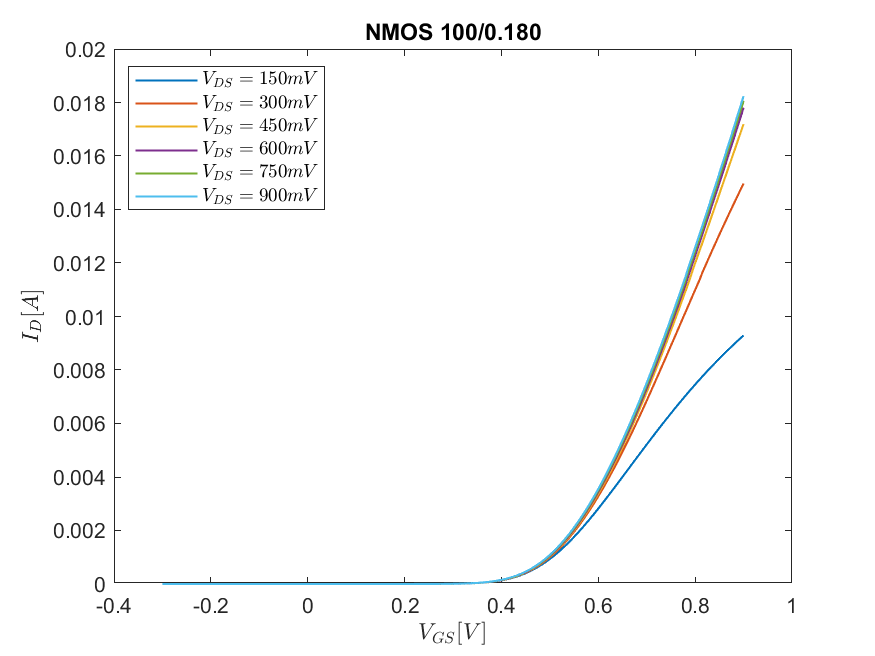 NMOS 100/0.180
0.02
0.018
0.016
0.014
0.012
0.01
0.008
0.006
0.004
0.002
0
I_D[A]
V_DS = 150mV
V_DS = 300mV
V_DS = 450mV
V_DS = 600mV
V_DS = 750mV
V_DS = 900mV
-0.4 -0.2 0 0.2 0.4 0.6 0.8 1
V_GS[V]